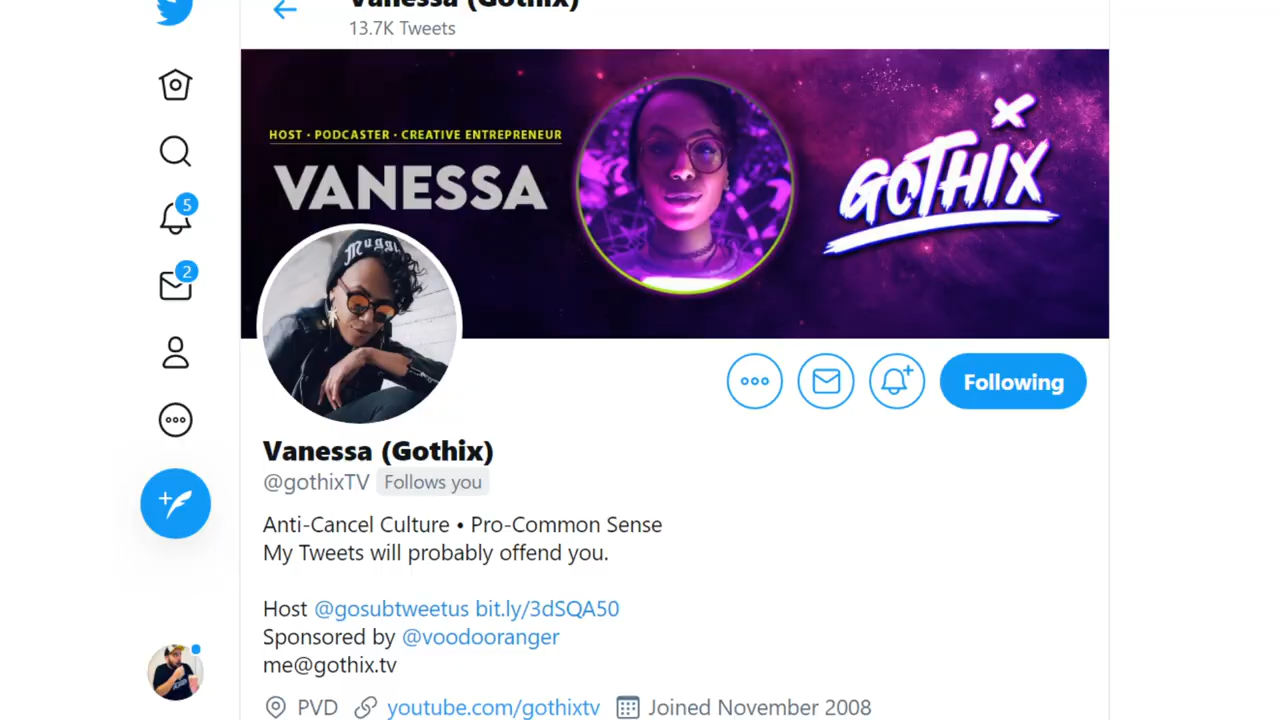 Vanessa (Gothix)
13.7K Tweets
HOST • PODCASTER • CREATIVE ENTREPRENEUR
VANESSA
GOTHIX
5
2
Following
Vanessa (Gothix)
@gothixTV Follows you
Anti-Cancel Culture • Pro-Common Sense
My Tweets will probably offend you.
Host @gosubtweetus bit.ly/3dSQA50
Sponsored by @voodooranger
me@gothix.tv
PVD youtube.com/gothixtv Joined November 2008